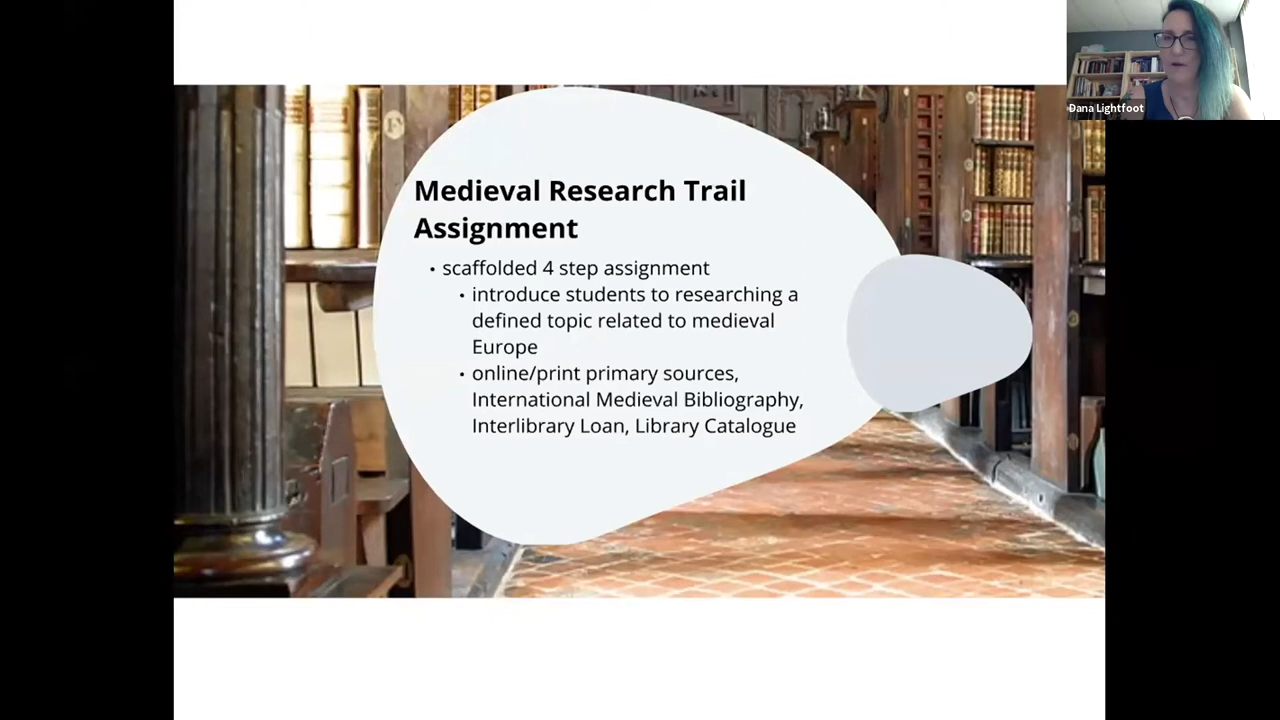 Medieval Research Trail
Assignment
• scaffolded 4 step assignment
• introduce students to researching a
defined topic related to medieval
Europe
• online/print primary sources,
International Medieval Bibliography,
Interlibrary Loan, Library Catalogue
Dana Lightfoot